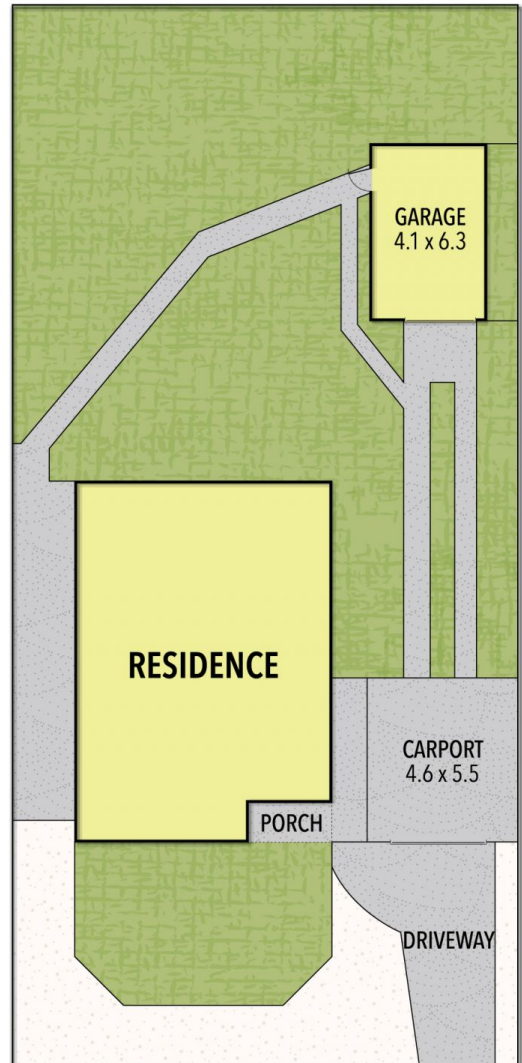 GARAGE
4.1 x 6.3
RESIDENCE
CARPORT
4.6 x 5.5
PORCH
DRIVEWAY